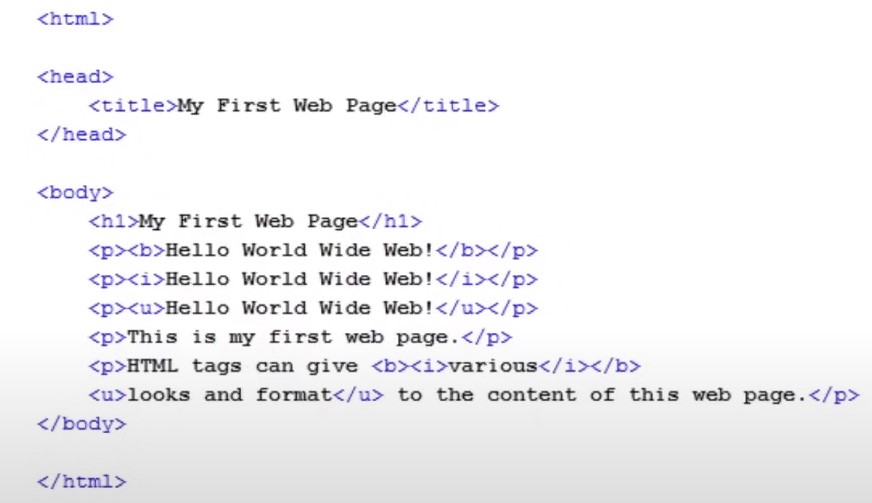 <html>
<head>
<title>My First Web Page</title>
</head>
<body>
<h1>My First Web Page</h1>
<p><b>Hello World Wide Web!</b></p>
<p><i>Hello World Wide Web!</i></p>
<p><u>Hello World Wide Web!</u></p>
<p>This is my first web page.</p>
<p>HTML tags can give <b><i>various</i></b>
<u>looks and format</u> to the content of this web page.</p>
</body>
</html>